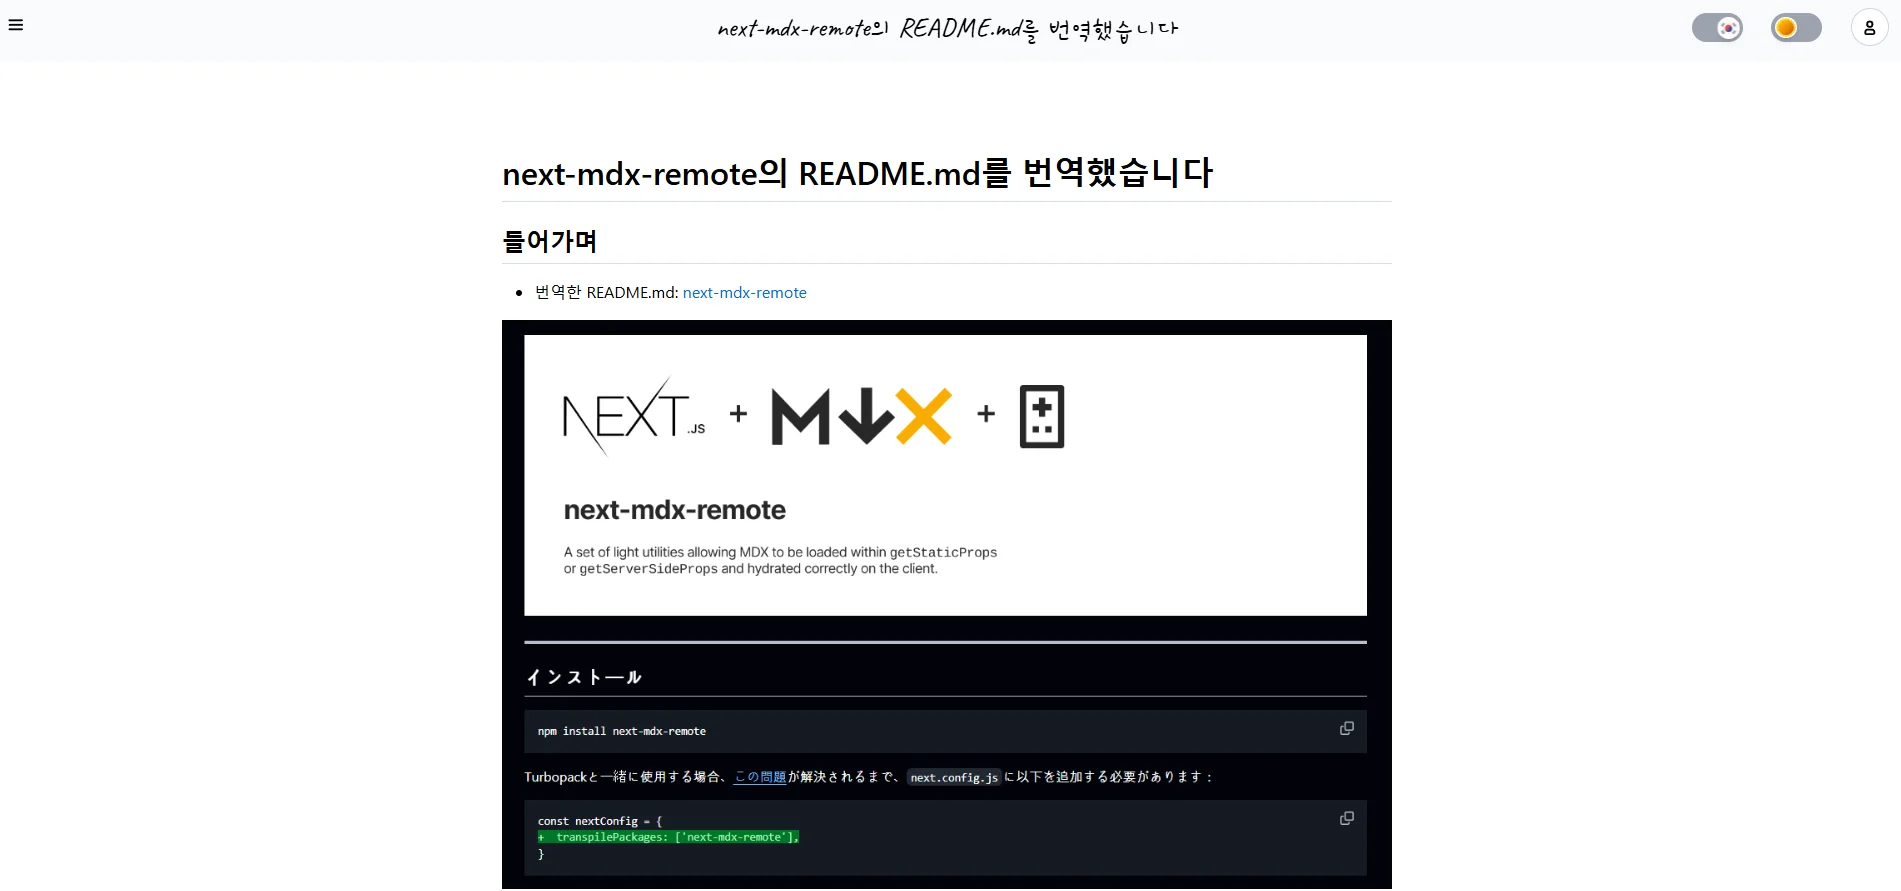 next-mdx-remote의 README.md를 번역했습니다
next-mdx-remote의 README.md를 번역했습니다
들어가며
번역한 README.md: next-mdx-remote
NEXT.JS + M↓X +
next-mdx-remote
A set of light utilities allowing MDX to be loaded within getStaticProps
or getServerSideProps and hydrated correctly on the client.
インストール
npm install next-mdx-remote
Turbopackと一緒に使用する場合、この問題が解決されるまで、next.config.jsに以下を追加する必要があります：
const nextConfig = {
+  transpilePackages: ['next-mdx-remote'],
}